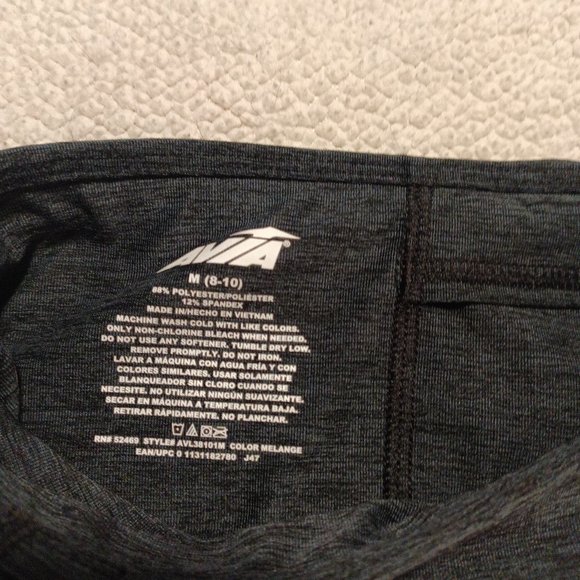 AVIA®
M (8-10)
88% POLYESTER/POLIÉSTER
12% SPANDEX
MADE IN/HECHO EN VIETNAM
MACHINE WASH COLD WITH LIKE COLORS.
ONLY NON-CHLORINE BLEACH WHEN NEEDED.
DO NOT USE ANY SOFTENER. TUMBLE DRY LOW.
REMOVE PROMPTLY. DO NOT IRON.
LAVAR A MÁQUINA CON AGUA FRÍA Y CON
COLORES SIMILARES. USAR SOLAMENTE
BLANQUEADOR SIN CLORO CUANDO SE
NECESITE. NO UTILIZAR NINGÚN SUAVIZANTE.
SECAR EN MÁQUINA A TEMPERATURA BAJA.
RETIRAR RÁPIDAMENTE. NO PLANCHAR.
RN# 52469 STYLE# AVL38101M COLOR MELANGE
EAN/UPC 0 1131182780 J47